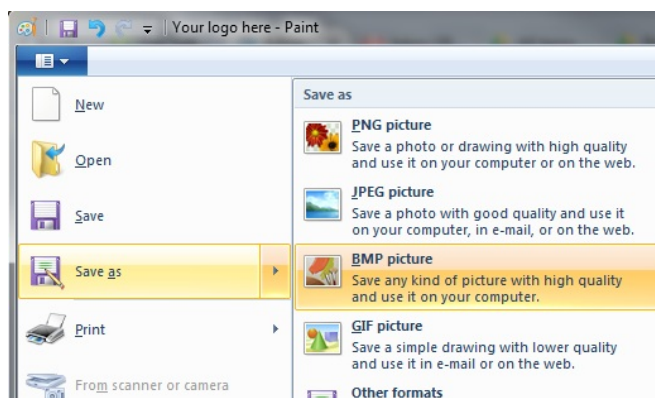 Your logo here - Paint
New
Open
Save
Save as
Print
From scanner or camera
Save as
PNG picture
Save a photo or drawing with high quality
and use it on your computer or on the web.
JPEG picture
Save a photo with good quality and use it
on your computer, in e-mail, or on the web.
BMP picture
Save any kind of picture with high quality
and use it on your computer.
GIF picture
Save a simple drawing with lower quality
and use it in e-mail or on the web.
Other formats